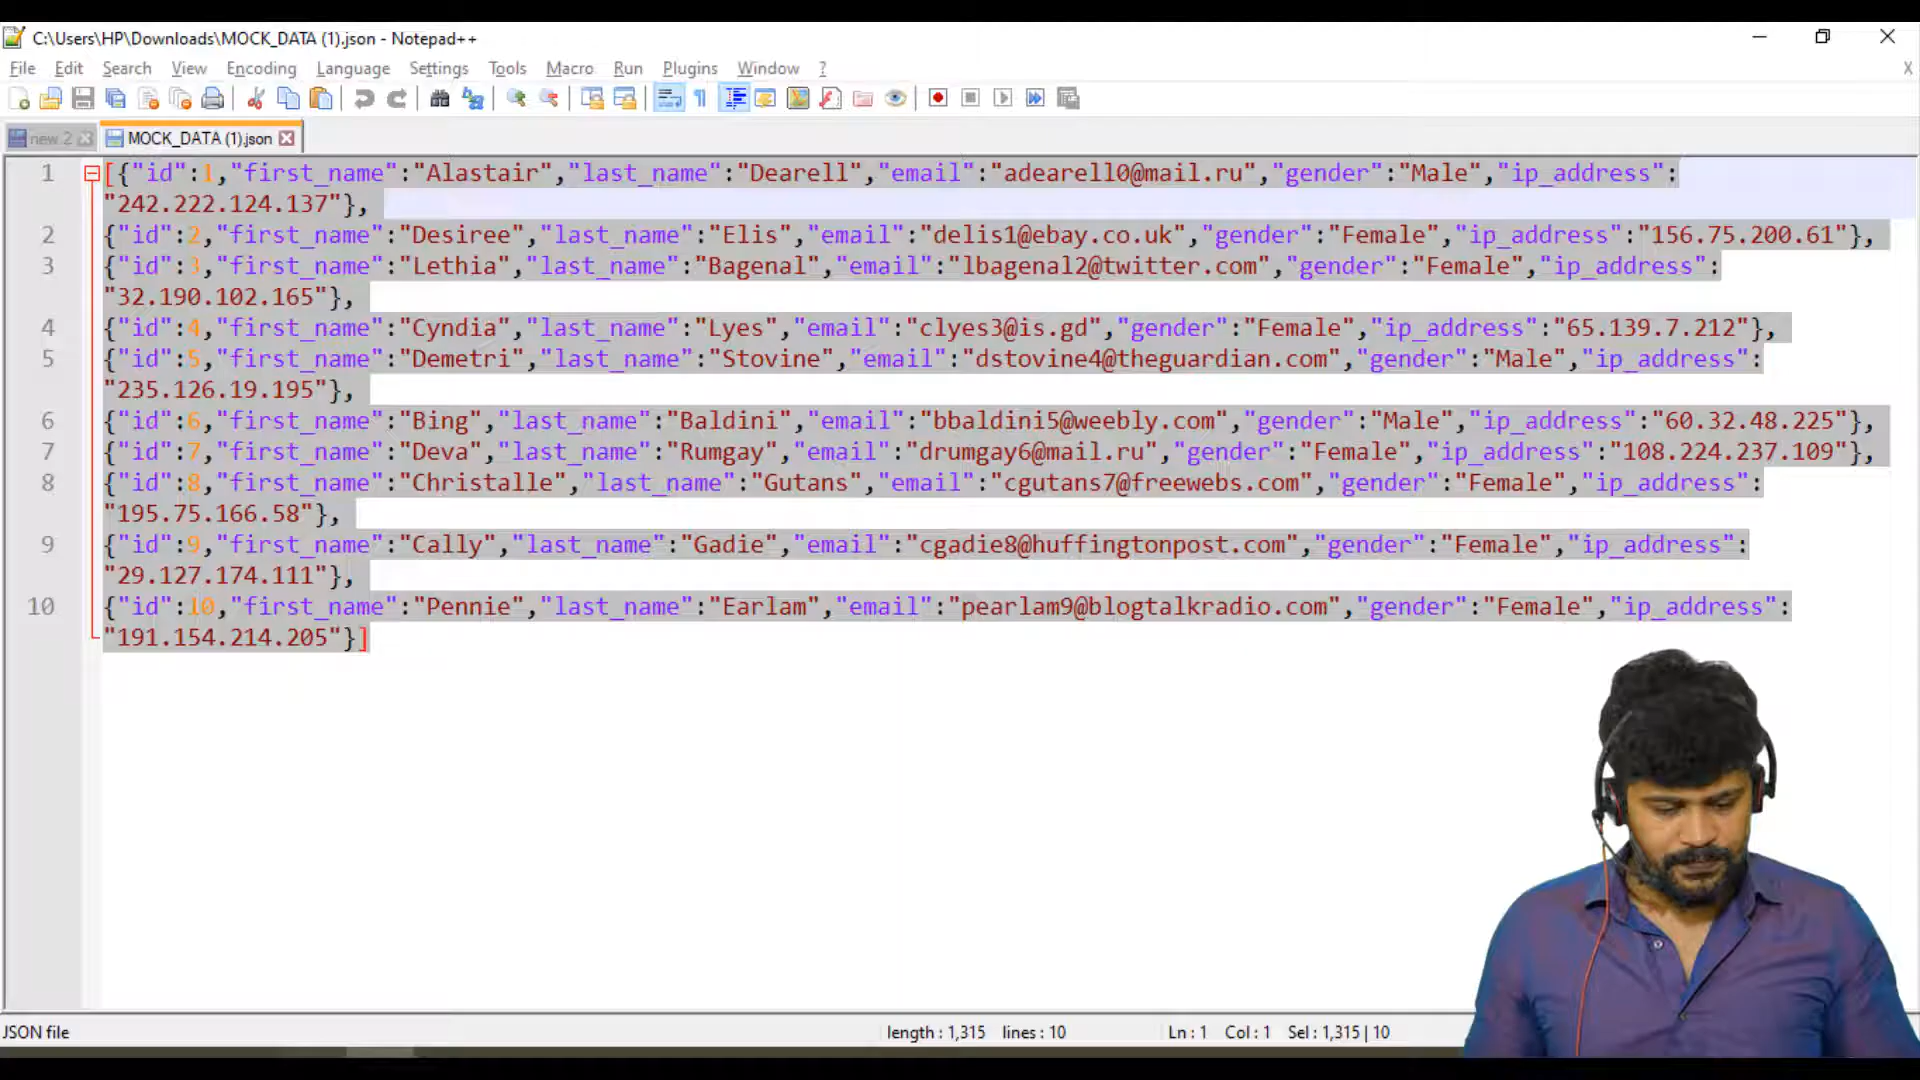 C:\Users\HP\Downloads\MOCK_DATA (1).json - Notepad++
File Edit Search View Encoding Language Settings Tools Macro Run Plugins Window ?
X
new 2 MOCK_DATA (1).json
1 [{"id":1,"first_name":"Alastair","last_name":"Dearell","email":"adearell0@mail.ru","gender":"Male","ip_address":
"242.222.124.137"},
2 {"id":2,"first_name":"Desiree","last_name":"Elis","email":"delis1@ebay.co.uk","gender":"Female","ip_address":"156.75.200.61"},
3 {"id":3,"first_name":"Lethia","last_name":"Bagenal","email":"lbagenal2@twitter.com","gender":"Female","ip_address":
"32.190.102.165"},
4 {"id":4,"first_name":"Cyndia","last_name":"Lyes","email":"clyes3@is.gd","gender":"Female","ip_address":"65.139.7.212"},
5 {"id":5,"first_name":"Demetri","last_name":"Stovine","email":"dstovine4@theguardian.com","gender":"Male","ip_address":
"235.126.19.195"},
6 {"id":6,"first_name":"Bing","last_name":"Baldini","email":"bbaldini5@weebly.com","gender":"Male","ip_address":"60.32.48.225"},
7 {"id":7,"first_name":"Deva","last_name":"Rumgay","email":"drumgay6@mail.ru","gender":"Female","ip_address":"108.224.237.109"},
8 {"id":8,"first_name":"Christalle","last_name":"Gutans","email":"cgutans7@freewebs.com","gender":"Female","ip_address":
"195.75.166.58"},
9 {"id":9,"first_name":"Cally","last_name":"Gadie","email":"cgadie8@huffingtonpost.com","gender":"Female","ip_address":
"29.127.174.111"},
10 {"id":10,"first_name":"Pennie","last_name":"Earlam","email":"pearlam9@blogtalkradio.com","gender":"Female","ip_address":
"191.154.214.205"}]
JSON file length : 1,315 lines : 10 Ln : 1 Col : 1 Sel : 1,315 | 10